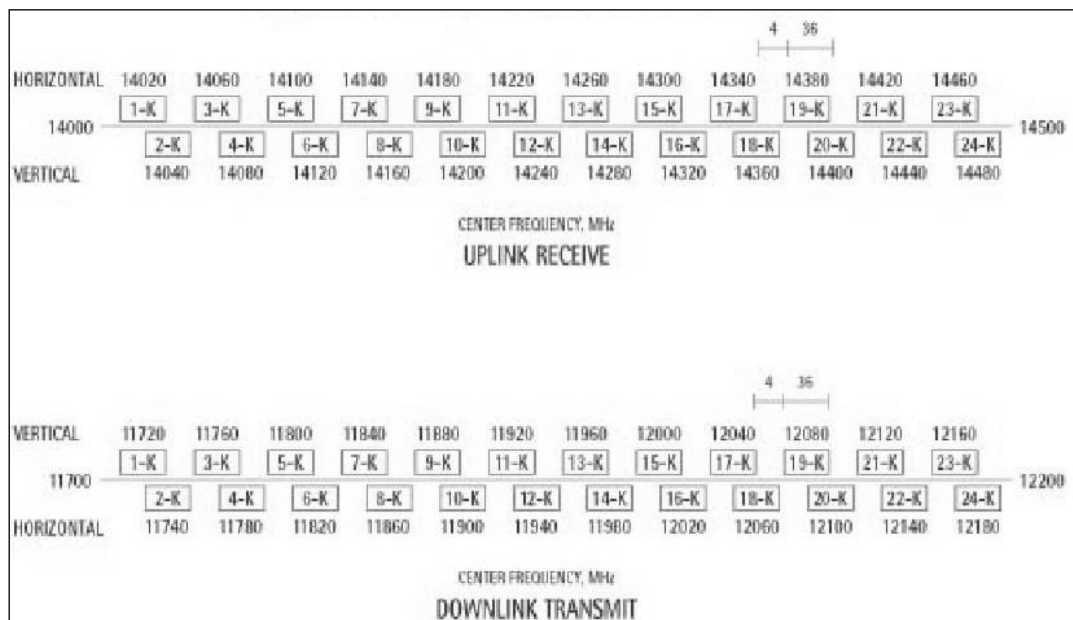 4 36
HORIZONTAL 14020 14060 14100 14140 14180 14220 14260 14300 14340 14380 14420 14460
1-K 3-K 5-K 7-K 9-K 11-K 13-K 15-K 17-K 19-K 21-K 23-K
14000 14500
2-K 4-K 6-K 8-K 10-K 12-K 14-K 16-K 18-K 20-K 22-K 24-K
VERTICAL 14040 14080 14120 14160 14200 14240 14280 14320 14360 14400 14440 14480
CENTER FREQUENCY, MHz
UPLINK RECEIVE
4 36
VERTICAL 11720 11760 11800 11840 11880 11920 11960 12000 12040 12080 12120 12160
1-K 3-K 5-K 7-K 9-K 11-K 13-K 15-K 17-K 19-K 21-K 23-K
11700 12200
2-K 4-K 6-K 8-K 10-K 12-K 14-K 16-K 18-K 20-K 22-K 24-K
HORIZONTAL 11740 11780 11820 11860 11900 11940 11980 12020 12060 12100 12140 12180
CENTER FREQUENCY, MHz
DOWNLINK TRANSMIT